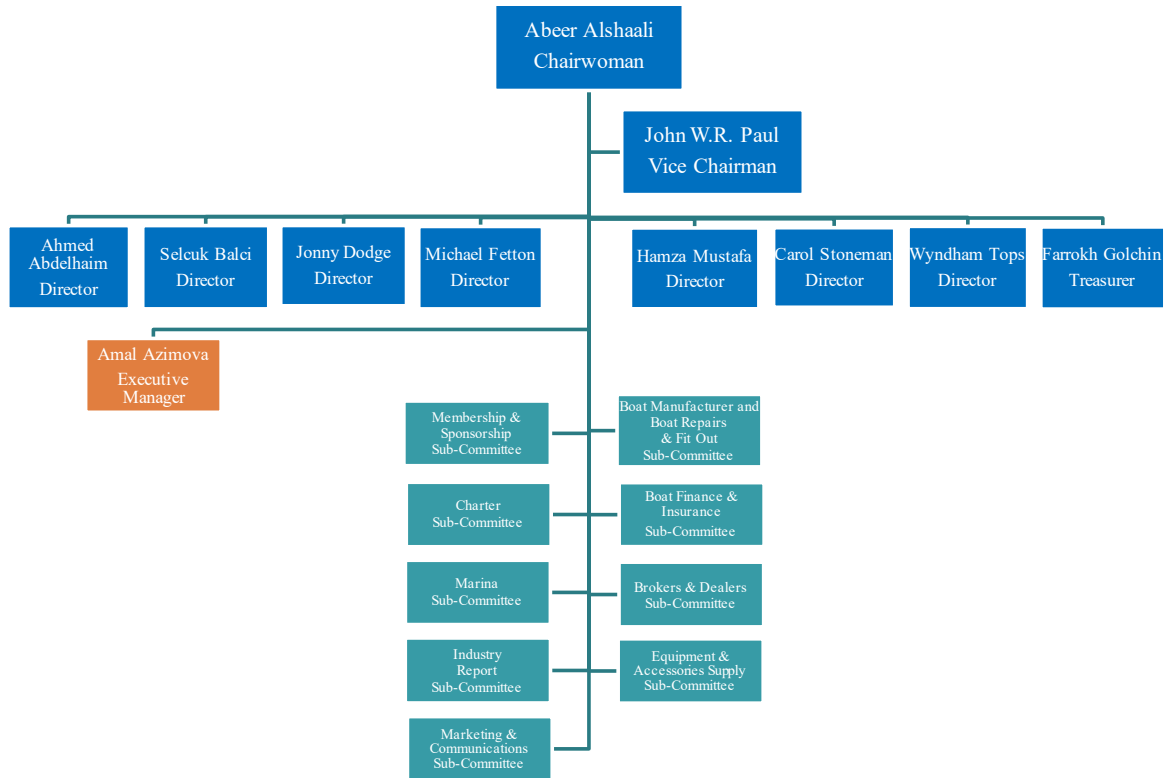 Abeer Alshaali
Chairwoman
John W.R. Paul
Vice Chairman
Ahmed
Abdelhaim
Director
Selcuk Balci
Director
Jonny Dodge
Director
Michael Fetton
Director
Hamza Mustafa
Director
Carol Stoneman
Director
Wyndham Tops
Director
Farrokh Golchin
Treasurer
Amal Azimova
Executive
Manager
Membership &
Sponsorship
Sub-Committee
Boat Manufacturer and
Boat Repairs
& Fit Out
Sub-Committee
Charter
Sub-Committee
Boat Finance &
Insurance
Sub-Committee
Marina
Sub-Committee
Brokers & Dealers
Sub-Committee
Industry
Report
Sub-Committee
Equipment &
Accessories Supply
Sub-Committee
Marketing &
Communications
Sub-Committee